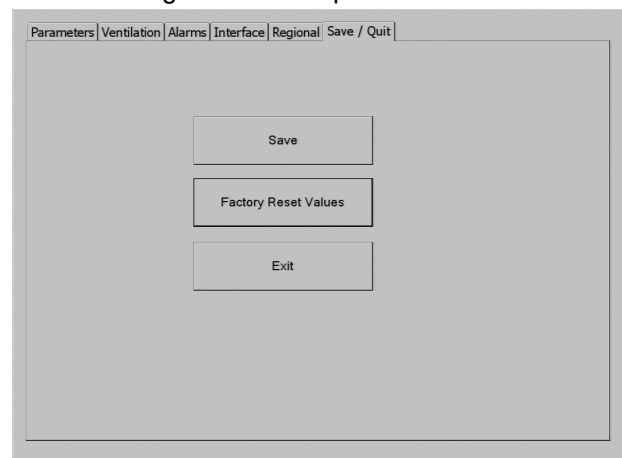 Parameters Ventilation Alarms Interface Regional Save / Quit
Save
Factory Reset Values
Exit